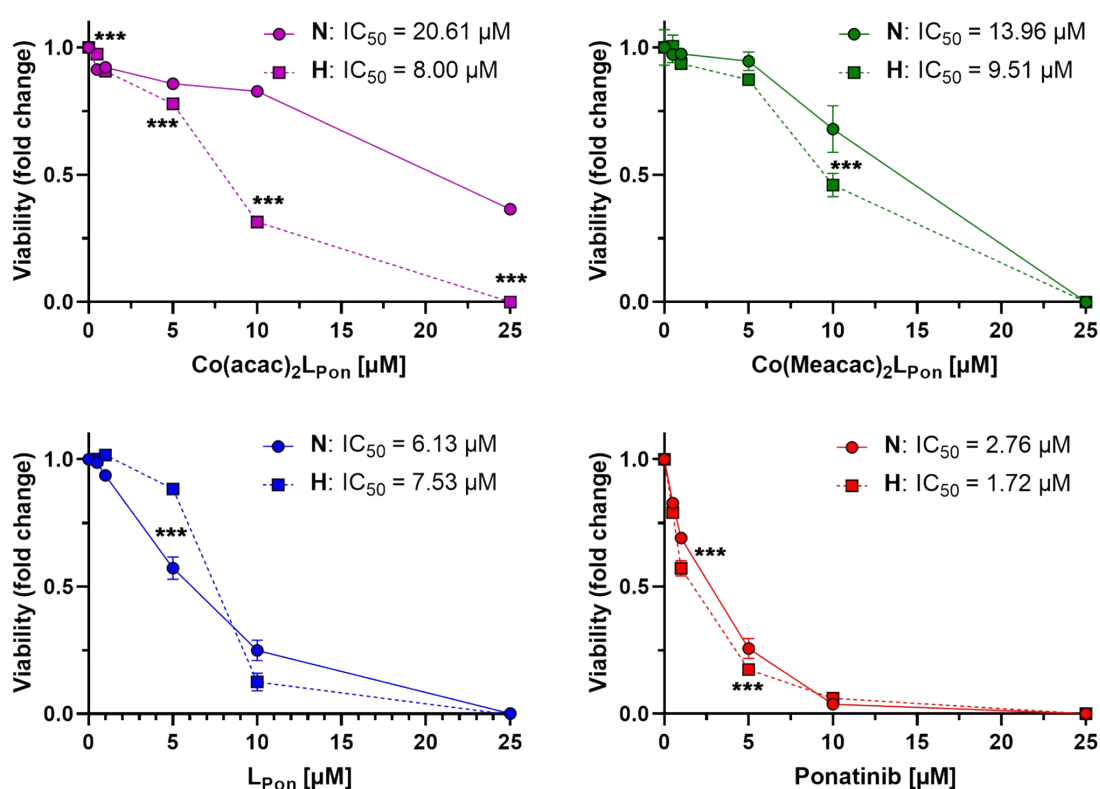 N: IC50 = 20.61 µM
H: IC50 = 8.00 µM
***
***
***
***
Viability (fold change)
1.0
0.5
0.0
0 5 10 15 20 25
Co(acac)2LPon [µM]
N: IC50 = 13.96 µM
H: IC50 = 9.51 µM
***
Viability (fold change)
1.0
0.5
0.0
0 5 10 15 20 25
Co(Meacac)2LPon [µM]
N: IC50 = 6.13 µM
H: IC50 = 7.53 µM
***
Viability (fold change)
1.0
0.5
0.0
0 5 10 15 20 25
LPon [µM]
N: IC50 = 2.76 µM
H: IC50 = 1.72 µM
***
***
Viability (fold change)
1.0
0.5
0.0
0 5 10 15 20 25
Ponatinib [µM]